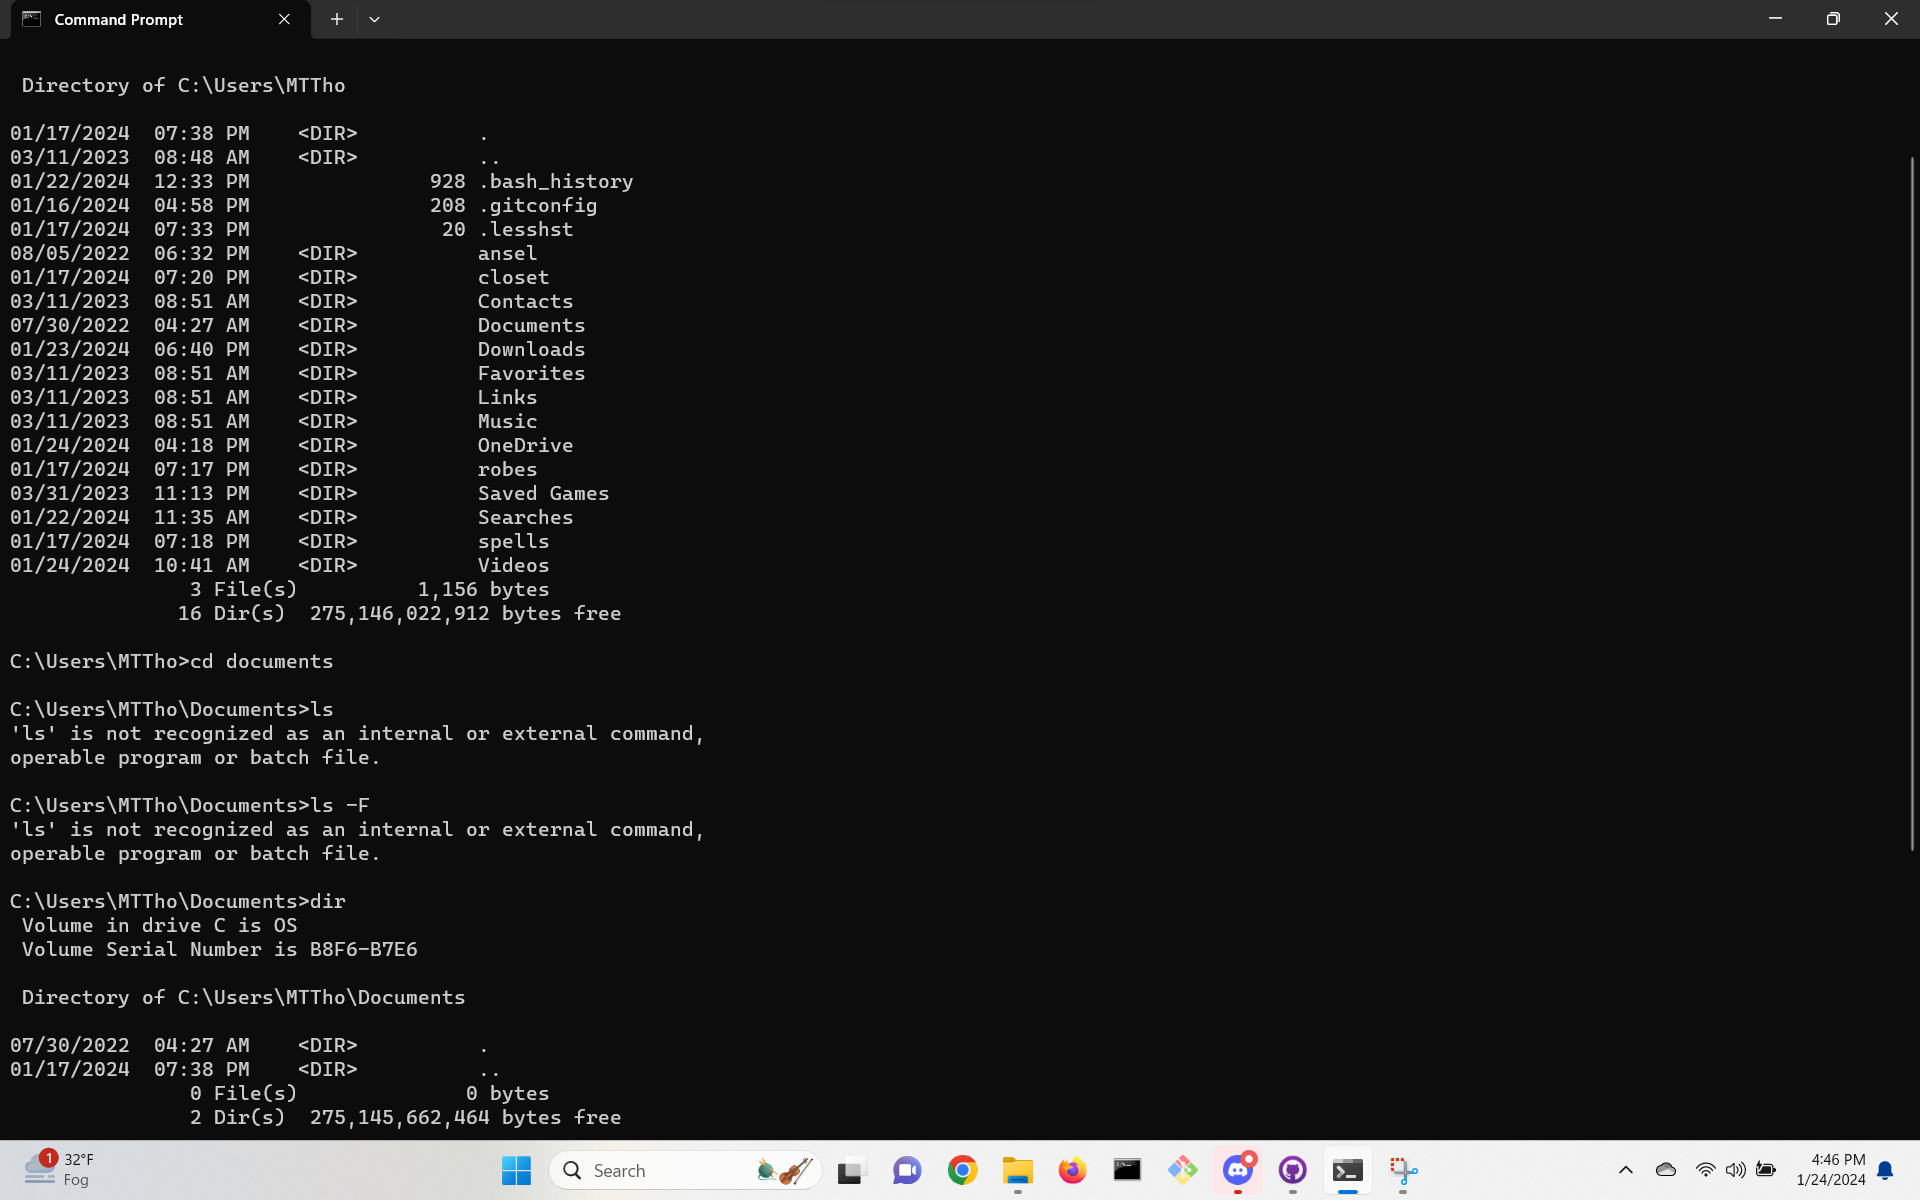 Command Prompt
 Directory of C:\Users\MTTho
01/17/2024  07:38 PM    <DIR>          .
03/11/2023  08:48 AM    <DIR>          ..
01/22/2024  12:33 PM               928 .bash_history
01/16/2024  04:58 PM               208 .gitconfig
01/17/2024  07:33 PM                20 .lesshst
08/05/2022  06:32 PM    <DIR>          ansel
01/17/2024  07:20 PM    <DIR>          closet
03/11/2023  08:51 AM    <DIR>          Contacts
07/30/2022  04:27 AM    <DIR>          Documents
01/23/2024  06:40 PM    <DIR>          Downloads
03/11/2023  08:51 AM    <DIR>          Favorites
03/11/2023  08:51 AM    <DIR>          Links
03/11/2023  08:51 AM    <DIR>          Music
01/24/2024  04:18 PM    <DIR>          OneDrive
01/17/2024  07:17 PM    <DIR>          robes
03/31/2023  11:13 PM    <DIR>          Saved Games
01/22/2024  11:35 AM    <DIR>          Searches
01/17/2024  07:18 PM    <DIR>          spells
01/24/2024  10:41 AM    <DIR>          Videos
               3 File(s)          1,156 bytes
              16 Dir(s)  275,146,022,912 bytes free
C:\Users\MTTho>cd documents
C:\Users\MTTho\Documents>ls
'ls' is not recognized as an internal or external command,
operable program or batch file.
C:\Users\MTTho\Documents>ls -F
'ls' is not recognized as an internal or external command,
operable program or batch file.
C:\Users\MTTho\Documents>dir
 Volume in drive C is OS
 Volume Serial Number is B8F6-B7E6
 Directory of C:\Users\MTTho\Documents
07/30/2022  04:27 AM    <DIR>          .
01/17/2024  07:38 PM    <DIR>          ..
               0 File(s)              0 bytes
               2 Dir(s)  275,145,662,464 bytes free
1
32°F
Fog
Search
4:46 PM
1/24/2024